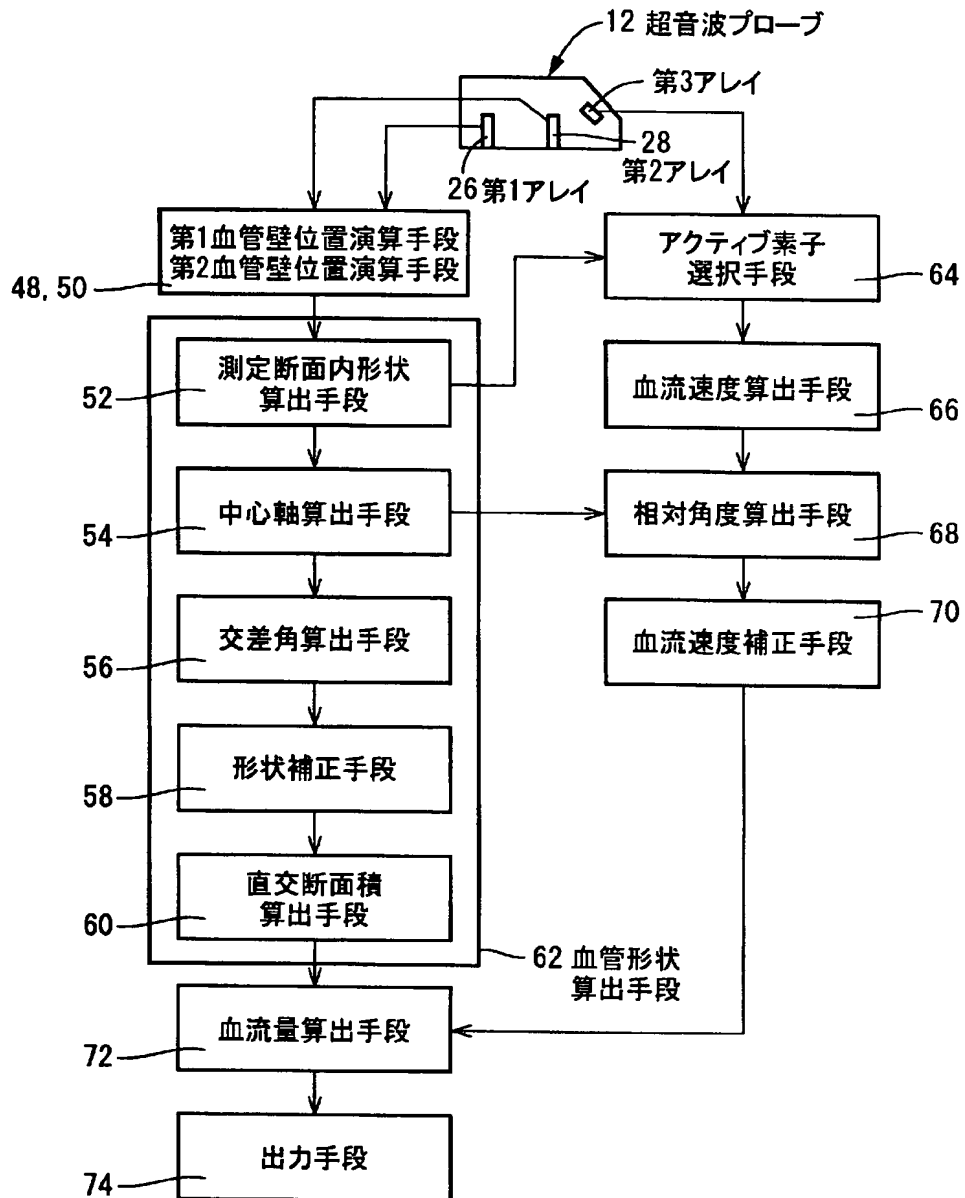 12 超音波プローブ
第3アレイ
28
第2アレイ
26 第1アレイ
第1血管壁位置演算手段
第2血管壁位置演算手段
48, 50
アクティブ素子
選択手段
64
測定断面内形状
算出手段
52
血流速度算出手段
66
中心軸算出手段
54
相対角度算出手段
68
交差角算出手段
56
血流速度補正手段
70
形状補正手段
58
直交断面積
算出手段
60
62 血管形状
算出手段
血流量算出手段
72
出力手段
74